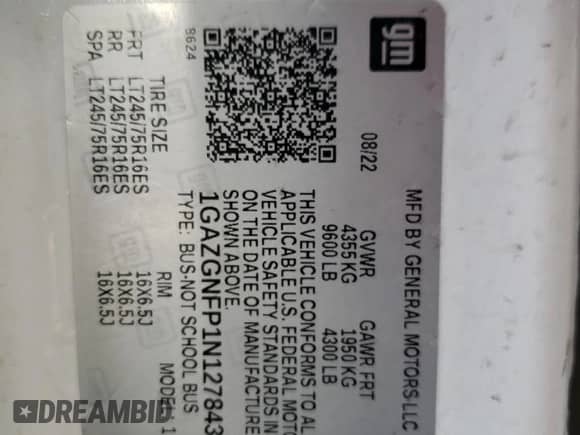 gm
MFD BY GENERAL MOTORS LLC
08/22 GVWR GAWR FRT
4355 KG 1950 KG
9600 LB 4300 LB
THIS VEHICLE CONFORMS TO AL
APPLICABLE U.S. FEDERAL MOTO
VEHICLE SAFETY STANDARDS IN
ON THE DATE OF MANUFACTURE
SHOWN ABOVE.
1GAZGNFP1N127843
TYPE: BUS-NOT SCHOOL BUS
9624
MODEL: 1
TIRE SIZE RIM
FRT LT245/75R16ES 16X6.5J
RR LT245/75R16ES 16X6.5J
SPA LT245/75R16ES 16X6.5J
DREAMBID